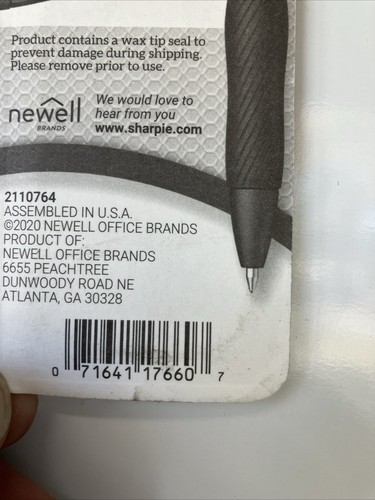 Product contains a wax tip seal to
prevent damage during shipping.
Please remove prior to use.
newell
BRANDS
We would love to
hear from you
www.sharpie.com
2110764
ASSEMBLED IN U.S.A.
©2020 NEWELL OFFICE BRANDS
PRODUCT OF:
NEWELL OFFICE BRANDS
6655 PEACHTREE
DUNWOODY ROAD NE
ATLANTA, GA 30328
0 71641 17660 7